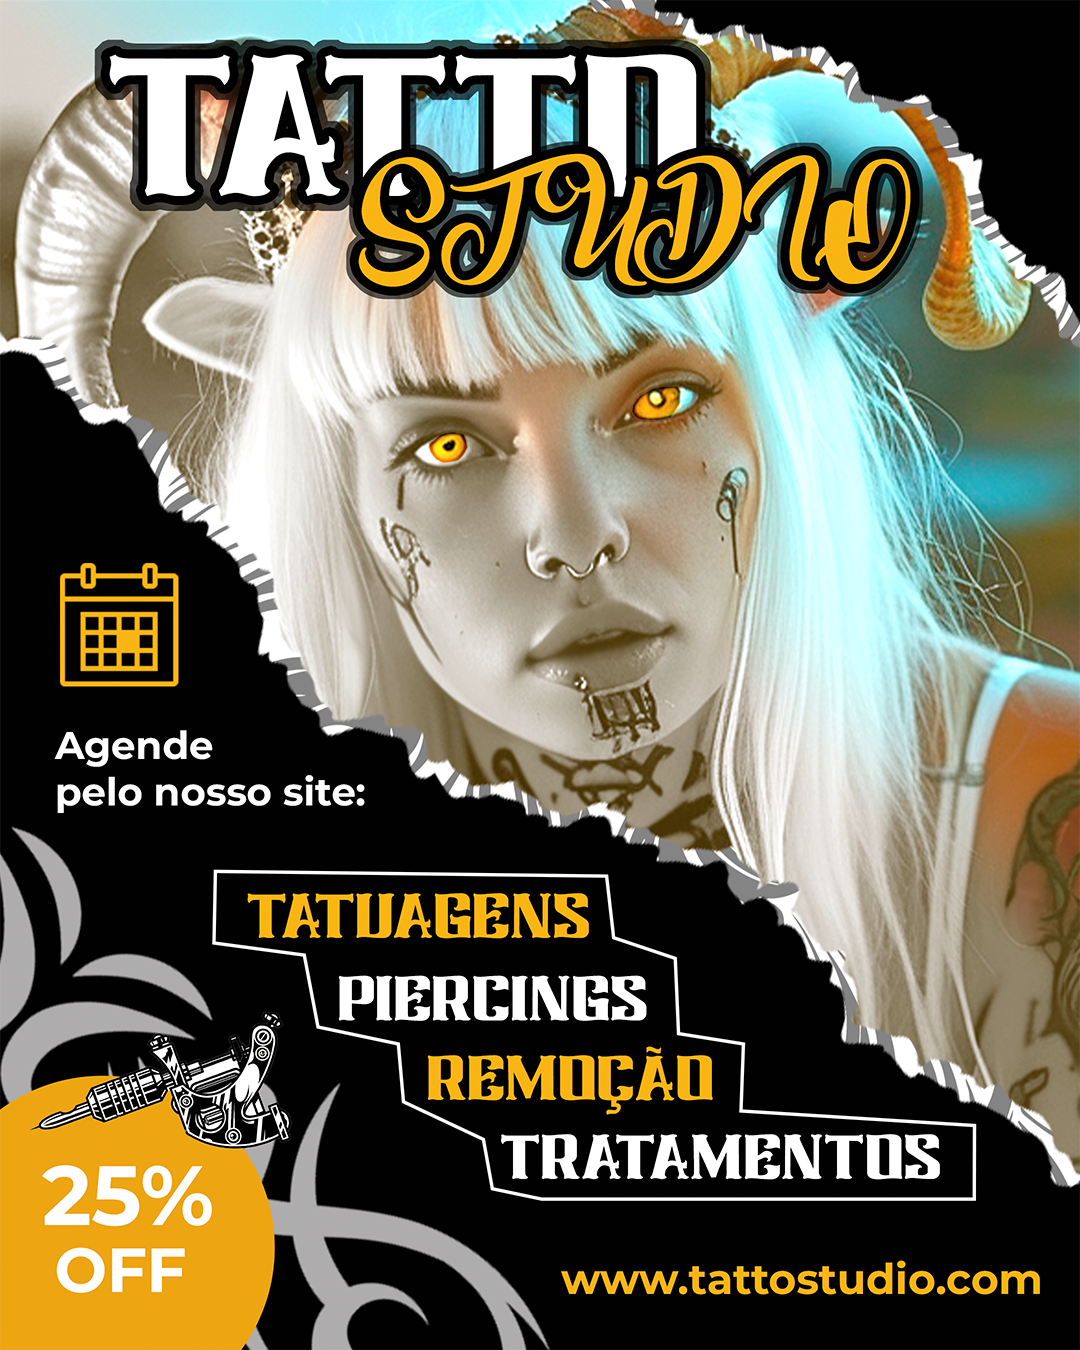 TATTO
STUDIO
Agende
pelo nosso site:
TATUAGENS
PIERCINGS
REMOÇÃO
TRATAMENTOS
25%
OFF
www.tattostudio.com